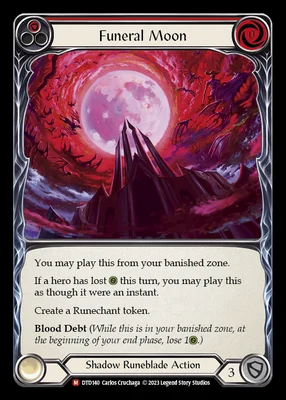 Funeral Moon
You may play this from your banished zone.
If a hero has lost this turn, you may play this
as though it were an instant.
Create a Runechant token.
Blood Debt (While this is in your banished zone, at
the beginning of your end phase, lose 1.)
Shadow Runeblade Action
3
M DTD140 Carlos Cruchaga © 2023 Legend Story Studios